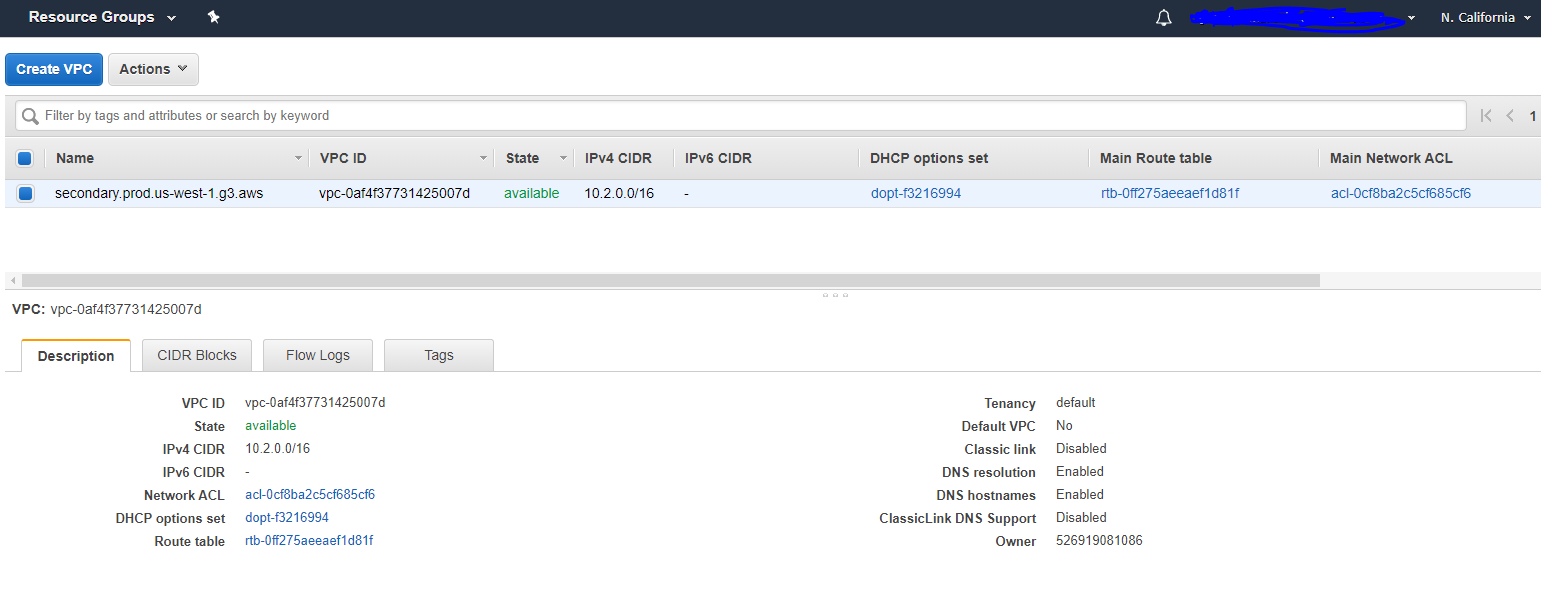 Resource Groups N. California
Create VPC Actions
Filter by tags and attributes or search by keyword 1
Name VPC ID State IPv4 CIDR IPv6 CIDR DHCP options set Main Route table Main Network ACL
secondary.prod.us-west-1.g3.aws vpc-0af4f37731425007d available 10.2.0.0/16 - dopt-f3216994 rtb-0ff275aeeaef1d81f acl-0cf8ba2c5cf685cf6
VPC: vpc-0af4f37731425007d
Description CIDR Blocks Flow Logs Tags
VPC ID vpc-0af4f37731425007d Tenancy default
State available Default VPC No
IPv4 CIDR 10.2.0.0/16 Classic link Disabled
IPv6 CIDR - DNS resolution Enabled
Network ACL acl-0cf8ba2c5cf685cf6 DNS hostnames Enabled
DHCP options set dopt-f3216994 ClassicLink DNS Support Disabled
Route table rtb-0ff275aeeaef1d81f Owner 526919081086